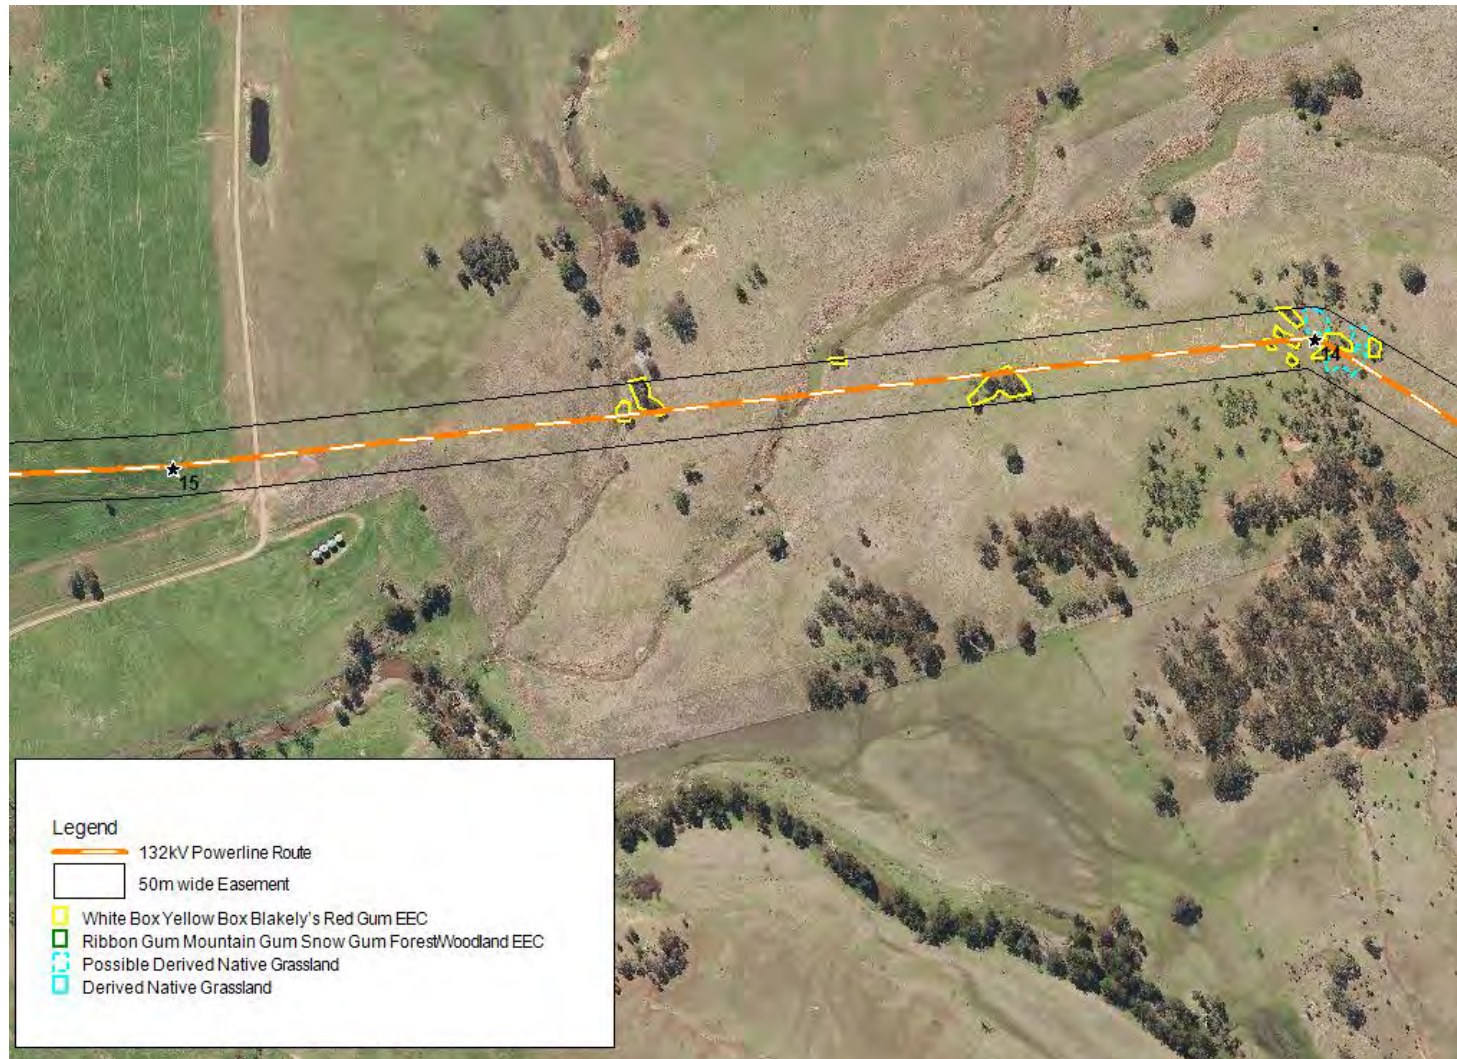 14
15
Legend
132kV Powerline Route
50m wide Easement
White Box Yellow Box Blakely's Red Gum EEC
Ribbon Gum Mountain Gum Snow Gum Forest/Woodland EEC
Possible Derived Native Grassland
Derived Native Grassland